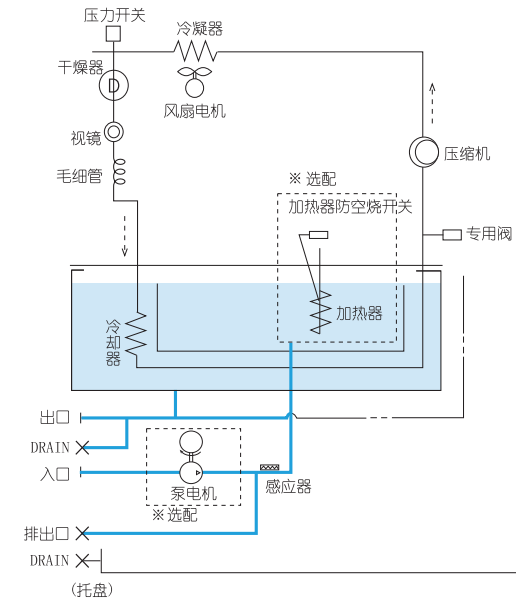 压力开关
冷凝器
干燥器
D
风扇电机
视镜
压缩机
毛细管
※ 选配
加热器防空烧开关
专用阀
冷却器
加热器
出口
DRAIN
入口
泵电机
感应器
※选配
排出口
DRAIN
(托盘)